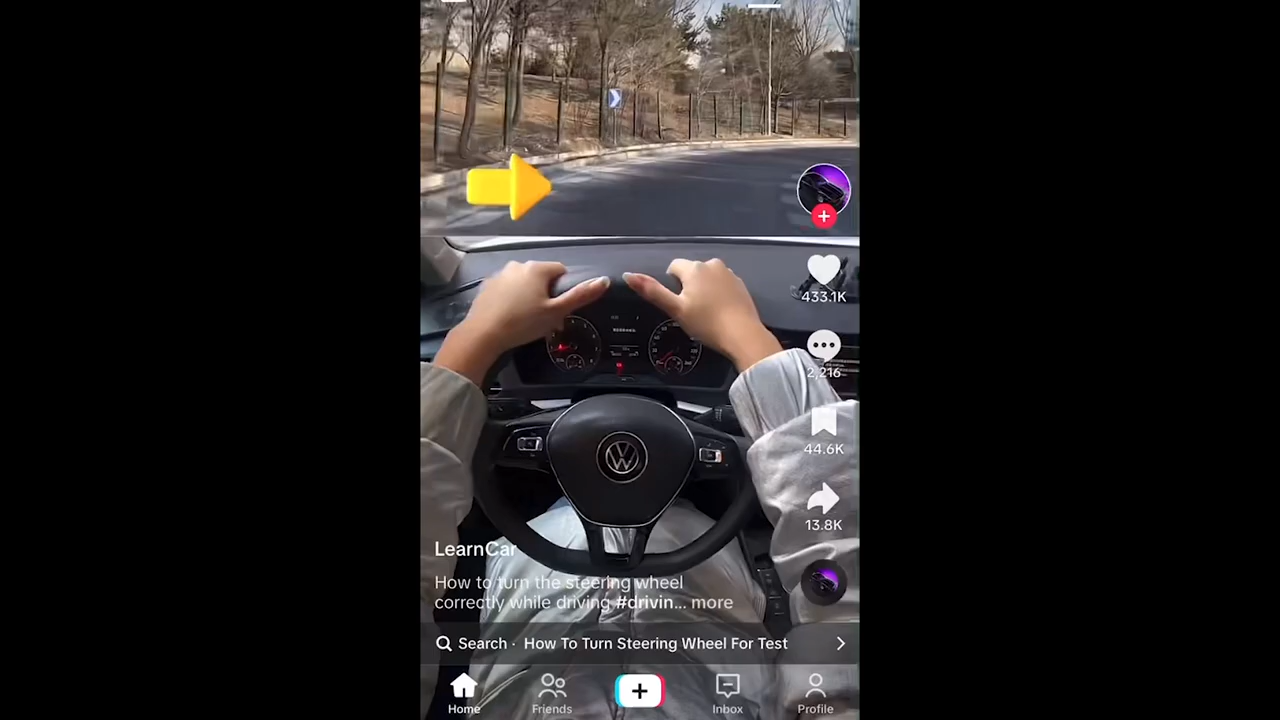 433.1K
2,216
44.6K
13.8K
LearnCar
How to turn the steering wheel
correctly while driving #drivin... more
Search · How To Turn Steering Wheel For Test
Home
Friends
Inbox
Profile